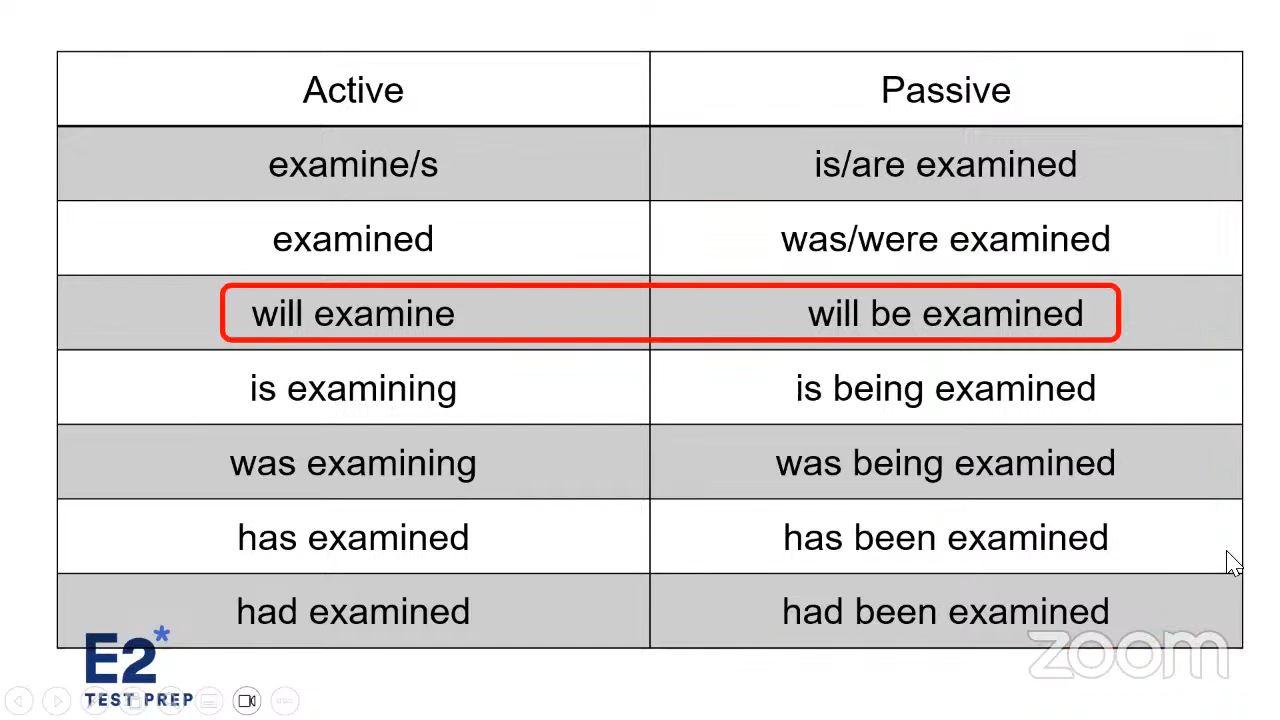 Active Passive
examine/s is/are examined
examined was/were examined
will examine will be examined
is examining is being examined
was examining was being examined
has examined has been examined
had examined had been examined
E2*
TEST PREP
zoom